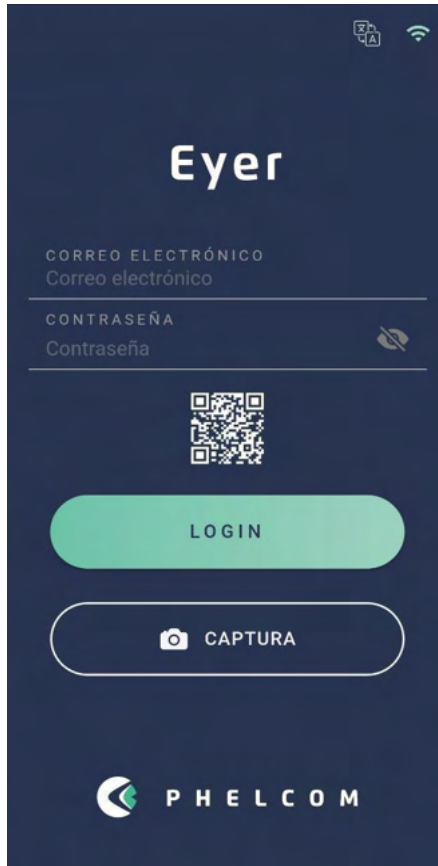 Eyer
CORREO ELECTRÓNICO
Correo electrónico
CONTRASEÑA
Contraseña
LOGIN
CAPTURA
PHELCOM